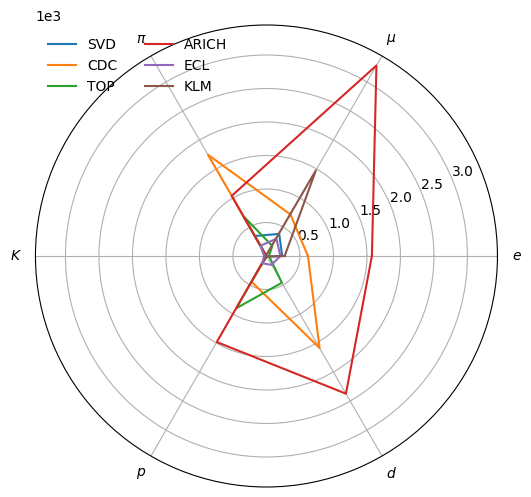 1e3
π
μ
SVD ARICH
CDC ECL
TOP KLM
3.0
2.5
2.0
1.5
1.0
0.5
K
e
p
d